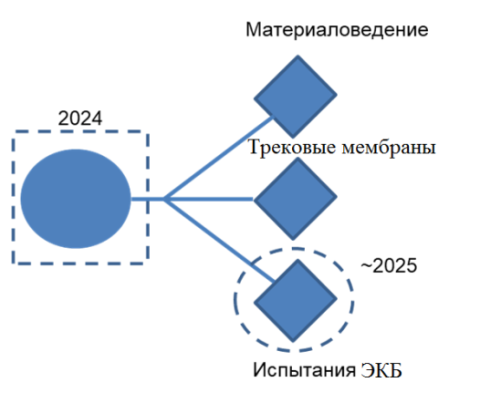 Материаловедение
2024
Трековые мембраны
~2025
Испытания ЭКБ